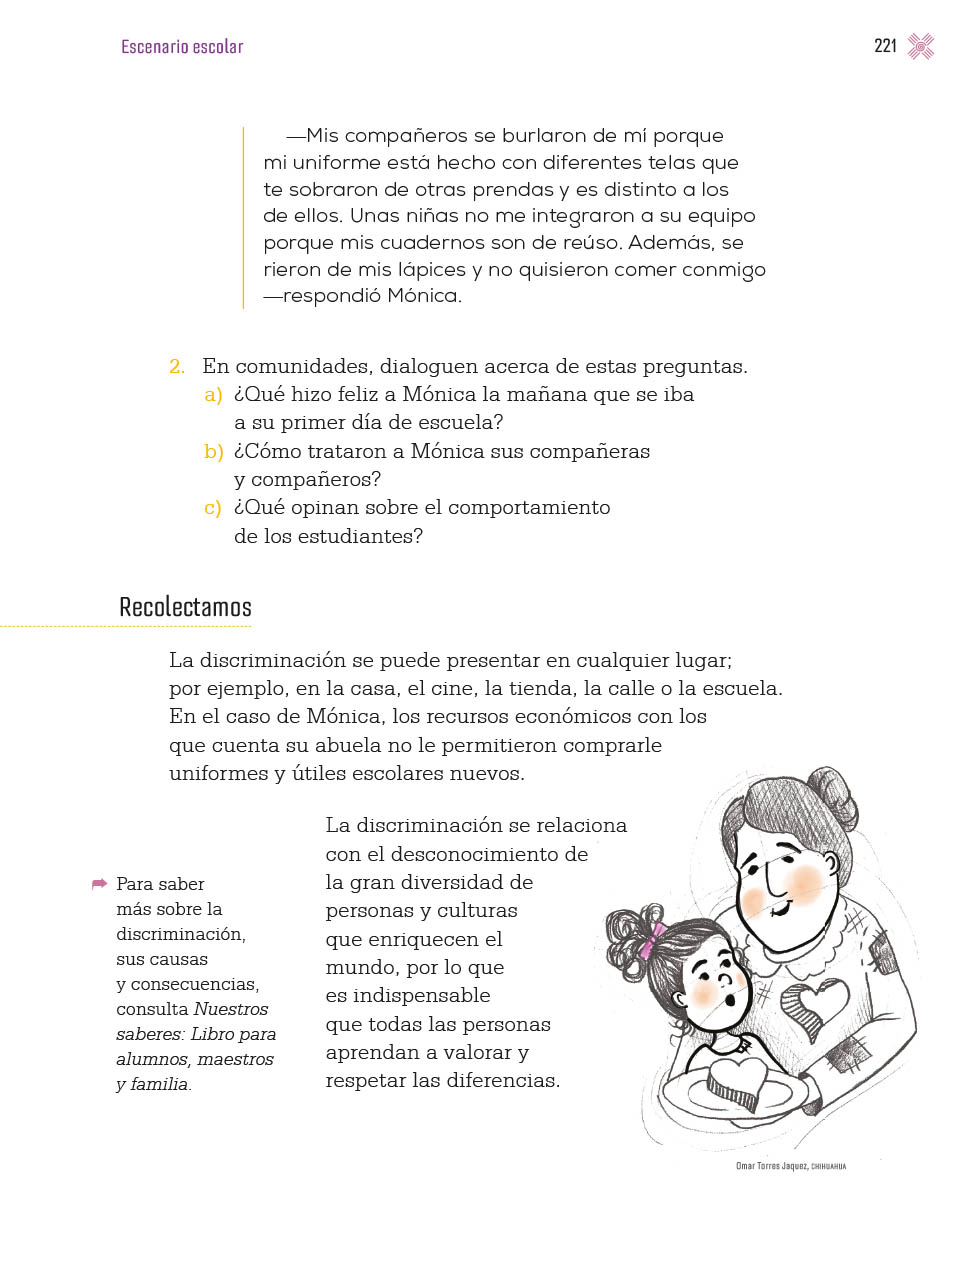 Escenario escolar
221
—Mis compañeros se burlaron de mí porque
mi uniforme está hecho con diferentes telas que
te sobraron de otras prendas y es distinto a los
de ellos. Unas niñas no me integraron a su equipo
porque mis cuadernos son de reúso. Además, se
rieron de mis lápices y no quisieron comer conmigo
—respondió Mónica.
2. En comunidades, dialoguen acerca de estas preguntas.
a) ¿Qué hizo feliz a Mónica la mañana que se iba
a su primer día de escuela?
b) ¿Cómo trataron a Mónica sus compañeras
y compañeros?
c) ¿Qué opinan sobre el comportamiento
de los estudiantes?
Recolectamos
La discriminación se puede presentar en cualquier lugar;
por ejemplo, en la casa, el cine, la tienda, la calle o la escuela.
En el caso de Mónica, los recursos económicos con los
que cuenta su abuela no le permitieron comprarle
uniformes y útiles escolares nuevos.
La discriminación se relaciona
con el desconocimiento de
la gran diversidad de
personas y culturas
que enriquecen el
mundo, por lo que
es indispensable
que todas las personas
aprendan a valorar y
respetar las diferencias.
Para saber
más sobre la
discriminación,
sus causas
y consecuencias,
consulta Nuestros
saberes: Libro para
alumnos, maestros
y familia.
Omar Torres Jaquez, CHIHUAHUA